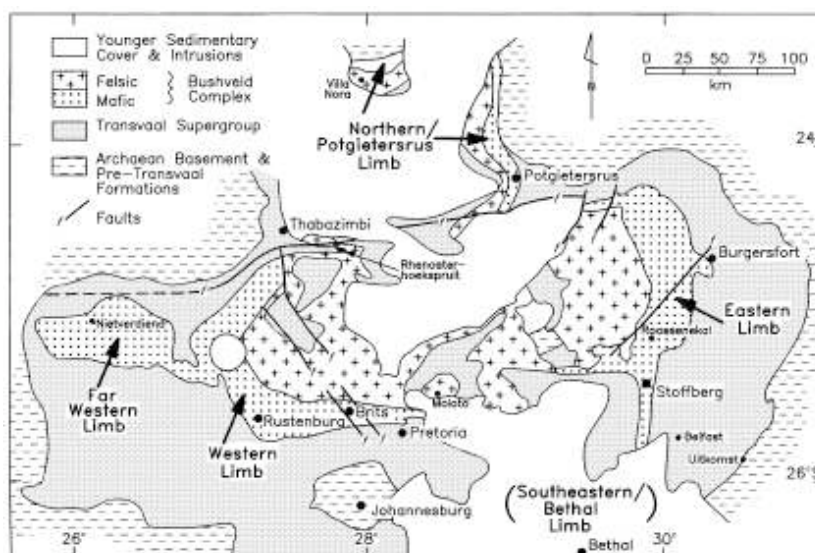 26°
28°
30°
Younger Sedimentary
Cover & Intrusions
Felsic
Mafic
Bushveld
Complex
Transvaal Supergroup
Archaean Basement &
Pre-Transvaal
Formations
Faults
Villa
Nora
Northern/
Potgietersrus
Limb
N
0 25 50 75 100
km
24°
Potgietersrus
Thabazimbi
Rhenoster-
hoekspruit
Burgersfort
Eastern
Limb
Nietverdiend
Far
Western
Limb
Stoffberg
Moloto
Rustenburg
Brits
Pretoria
Western
Limb
Belfast
Uitkomst
26°S
Johannesburg
(Southeastern/
Bethal
Limb)
26°
28°
30°
Bethal